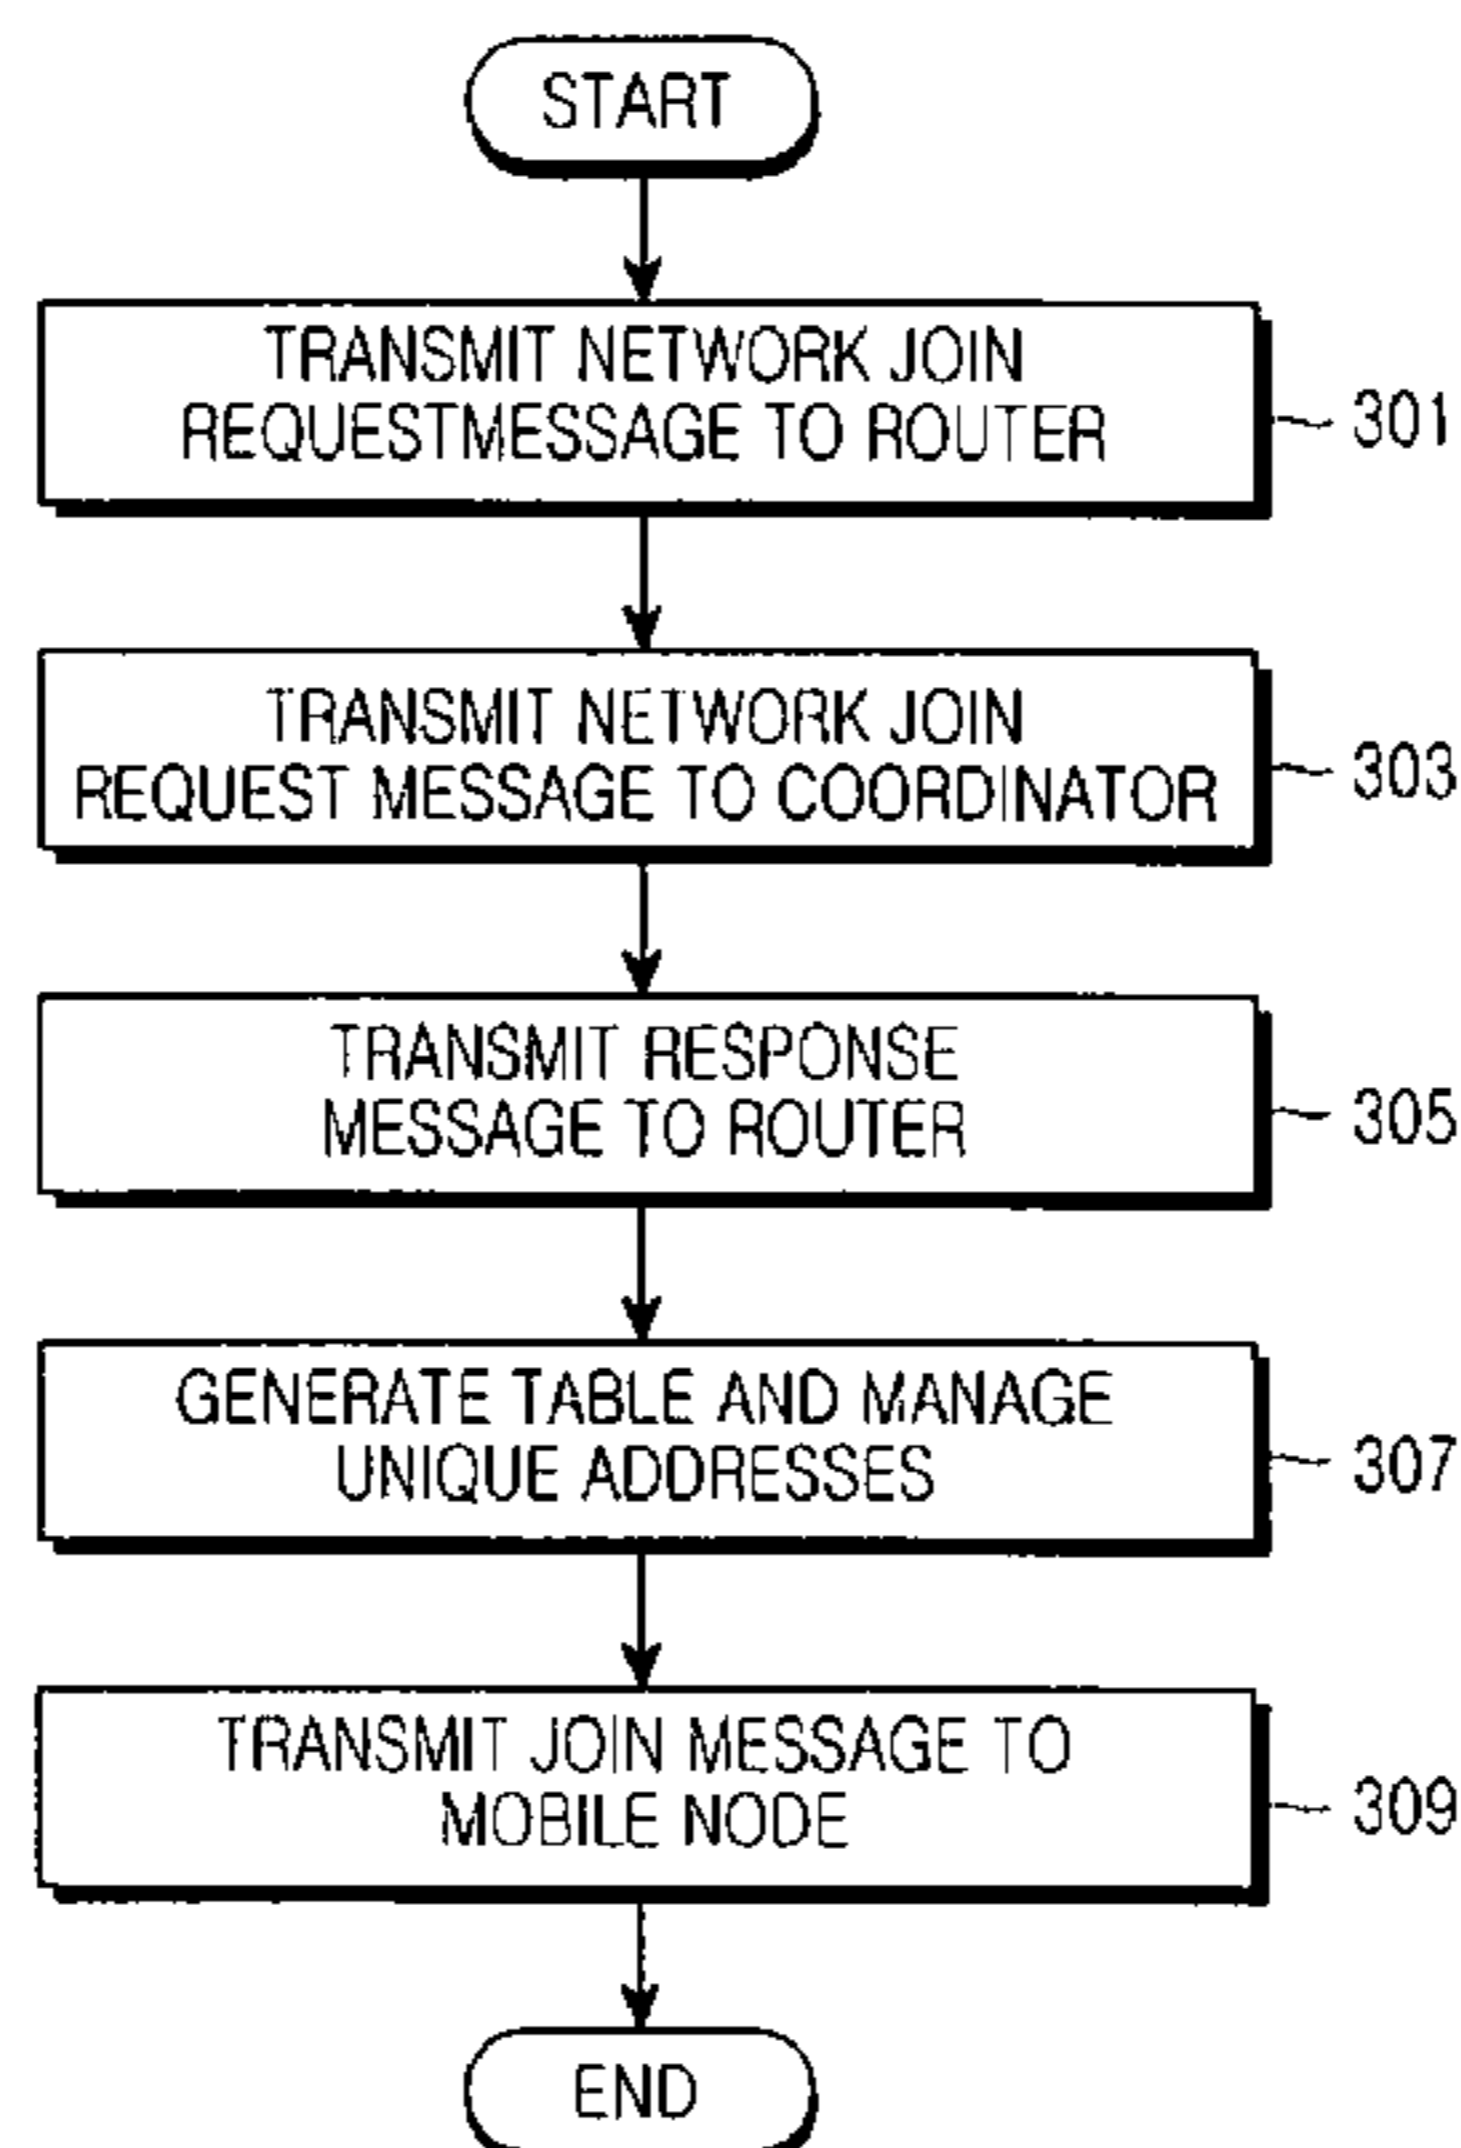 START
TRANSMIT NETWORK JOIN
REQUESTMESSAGE TO ROUTER
301
TRANSMIT NETWORK JOIN
REQUEST MESSAGE TO COORDINATOR
303
TRANSMIT RESPONSE
MESSAGE TO ROUTER
305
GENERATE TABLE AND MANAGE
UNIQUE ADDRESSES
307
TRANSMIT JOIN MESSAGE TO
MOBILE NODE
309
END